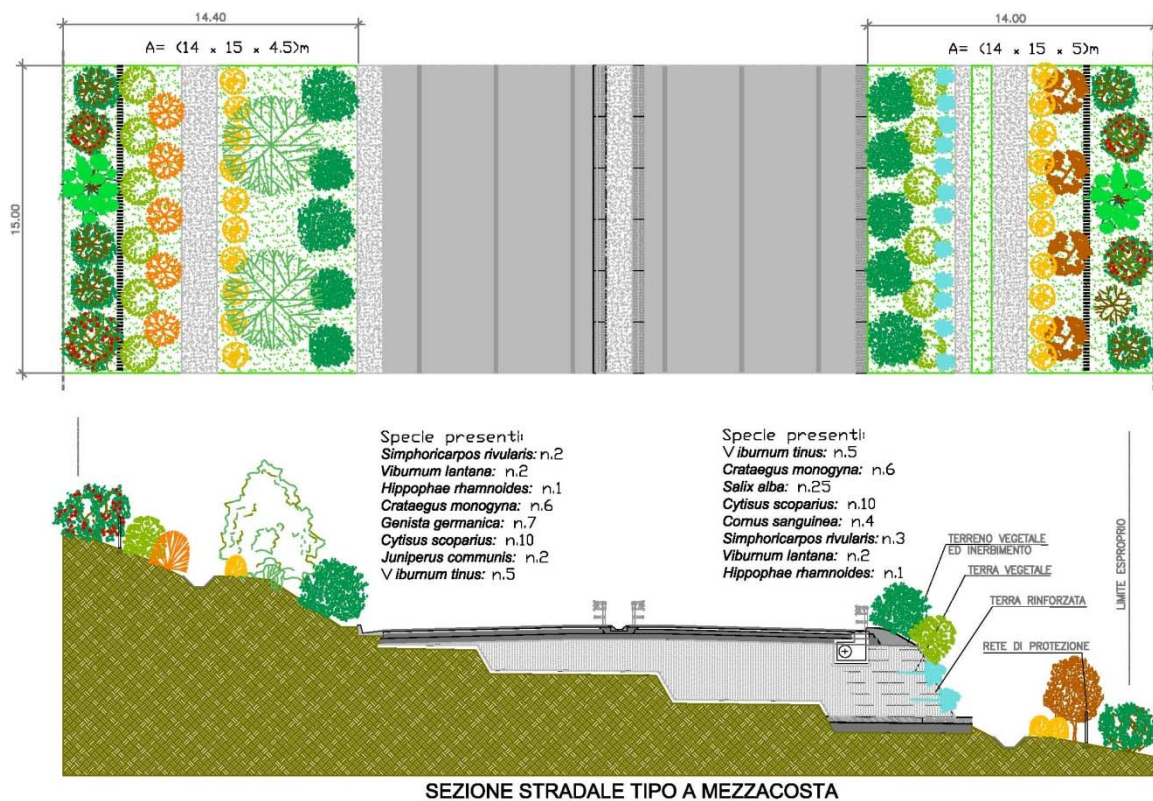 14.40
14.00
A= (14 x 15 x 4.5)m
A= (14 x 15 x 5)m
15.00
Specie presenti:
Simphoricarpos rivularis: n.2
Viburnum lantana: n.2
Hippophae rhamnoides: n.1
Crataegus monogyna: n.6
Genista germanica: n.7
Cytisus scoparius: n.10
Juniperus communis: n.2
Viburnum tinus: n.5
Specie presenti:
Viburnum tinus: n.5
Crataegus monogyna: n.6
Salix alba: n.25
Cytisus scoparius: n.10
Cornus sanguinea: n.4
Simphoricarpos rivularis: n.3
Viburnum lantana: n.2
Hippophae rhamnoides: n.1
TERRENO VEGETALE
ED INERBIMENTO
TERRA VEGETALE
TERRA RINFORZATA
RETE DI PROTEZIONE
LIMITE ESPROPRIO
SEZIONE STRADALE TIPO A MEZZACOSTA